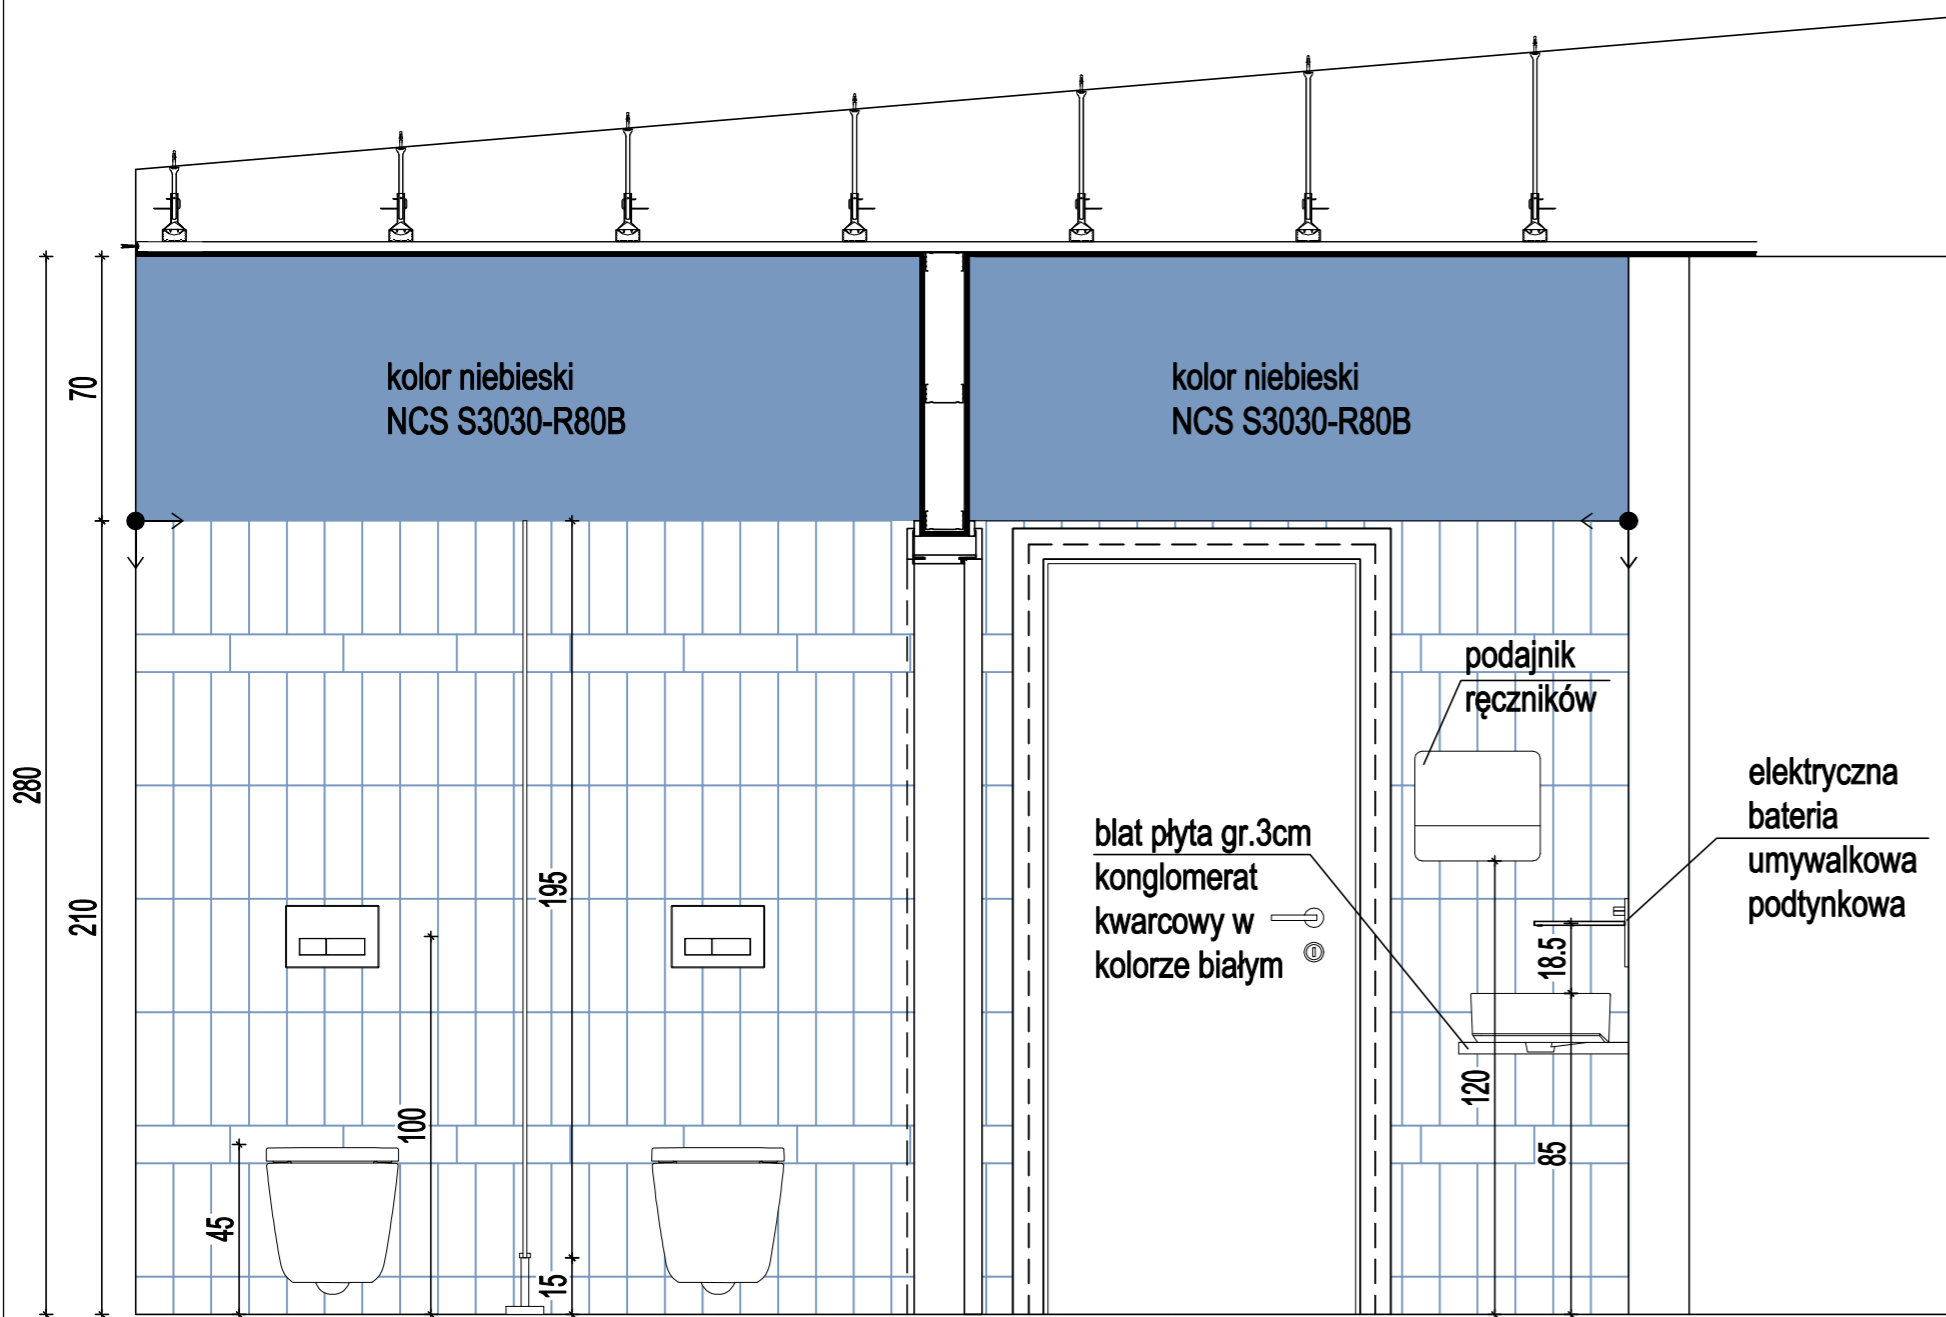 kolor niebieski
NCS S3030-R80B
kolor niebieski
NCS S3030-R80B
70
280
210
195
15
100
45
podajnik
ręczników
blat płyta gr.3cm
konglomerat
kwarcowy w
kolorze białym
elektryczna
bateria
umywalkowa
podtynkowa
18.5
120
85